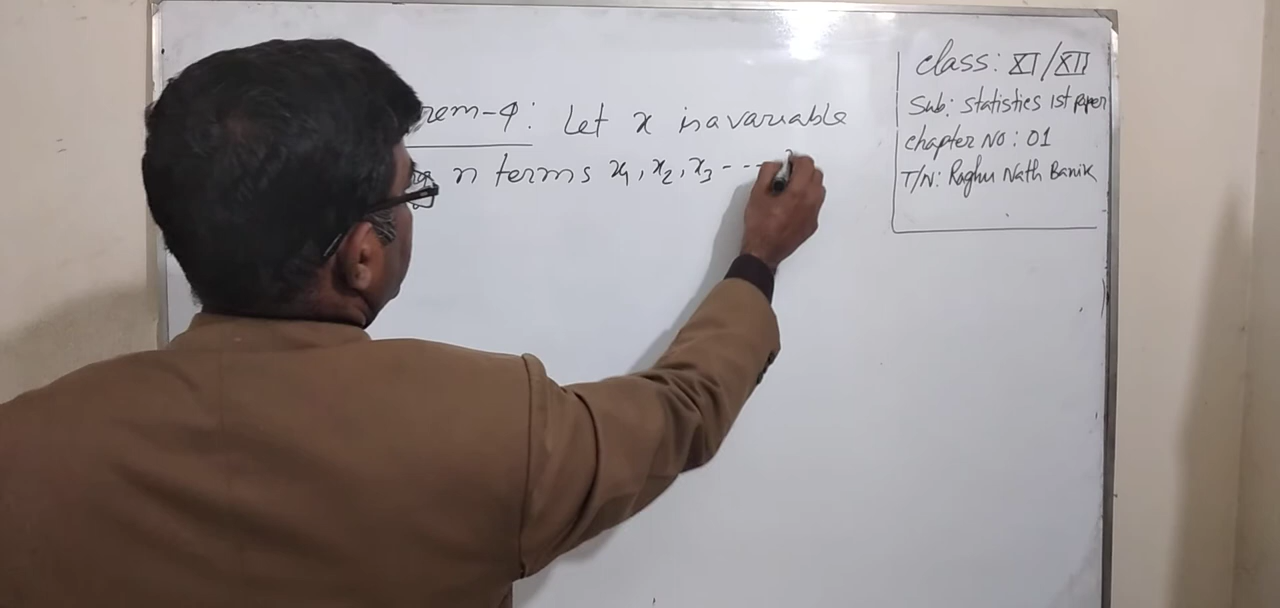 rem-4: Let x is a variable
n terms x₁, x₂, x₃ ----
class: XI/XII
Sub: Statistics 1st paper
chapter No: 01
T/N: Raghu Nath Banik